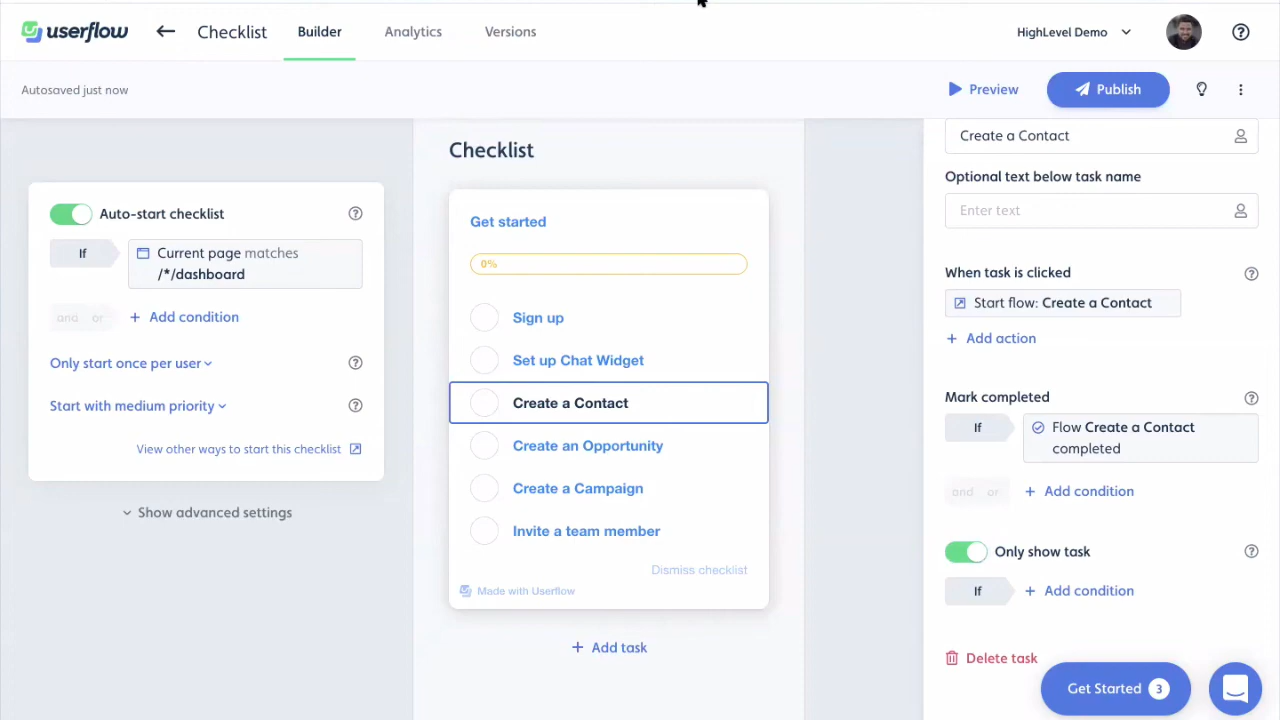 userflow
Checklist
Builder
Analytics
Versions
HighLevel Demo
Autosaved just now
Preview
Publish
Auto-start checklist
If
Current page matches
/*/dashboard
and or
Add condition
Only start once per user
Start with medium priority
View other ways to start this checklist
Show advanced settings
Checklist
Get started
0%
Sign up
Set up Chat Widget
Create a Contact
Create an Opportunity
Create a Campaign
Invite a team member
Dismiss checklist
Made with Userflow
+ Add task
Create a Contact
Optional text below task name
Enter text
When task is clicked
Start flow: Create a Contact
+ Add action
Mark completed
If
Flow Create a Contact
completed
and or
+ Add condition
Only show task
If
+ Add condition
Delete task
Get Started 3